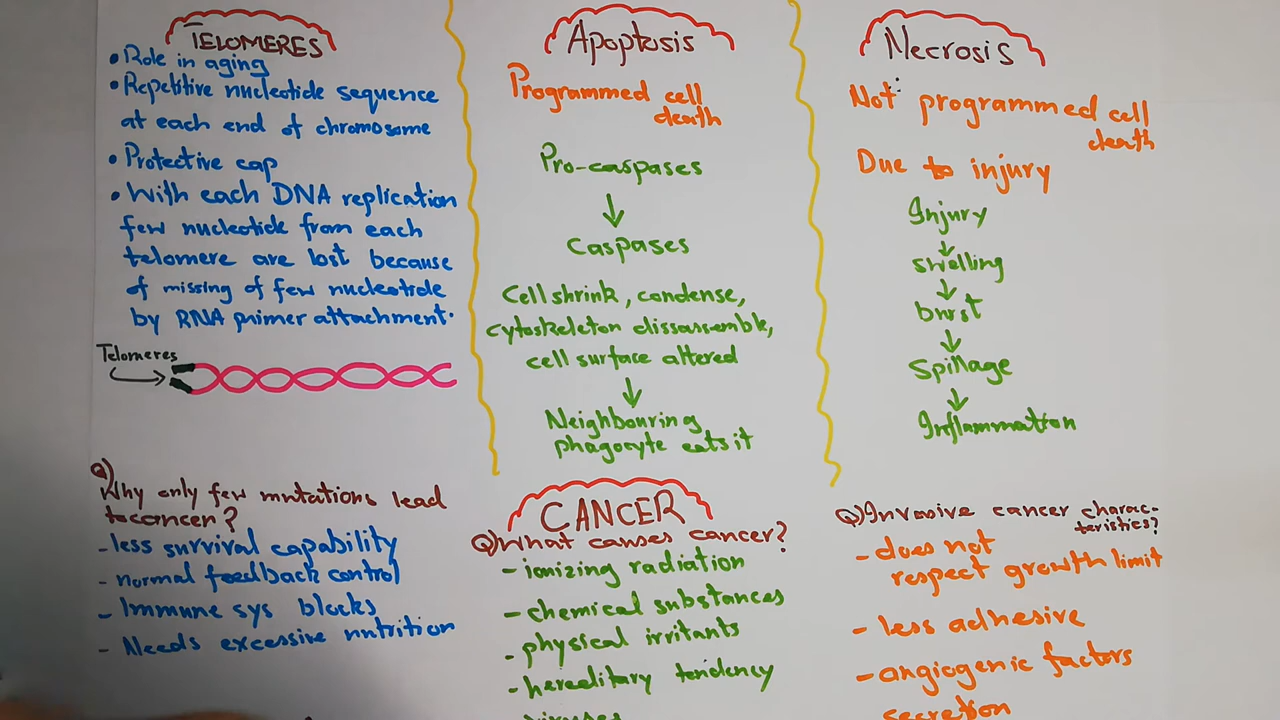 TELOMERES
• Role in aging
• Repetitive nucleotide sequence
at each end of chromosome
• Protective cap
• With each DNA replication
few nucleotide from each
telomere are lost because
of missing of few nucleotide
by RNA primer attachment.
Telomeres
Apoptosis
Programmed cell
death
Pro-caspases
↓
Caspases
Cell shrink, condense,
cytoskeleton dissassemble,
cell surface altered
↓
Neighbouring
phagocyte eats it
Necrosis
Not programmed cell
death
Due to injury
Injury
↓
swelling
↓
burst
↓
Spillage
↓
Inflammation
Q)
Why only few mutations lead
to cancer?
- less survival capability
- normal feedback control
- Immune sys blocks
- Needs excessive nutrition
CANCER
Q) What causes cancer?
- ionizing radiation
- chemical substances
- physical irritants
- hereditary tendency
viruses
Q) Invasive cancer charac-
teristics?
- does not
respect growth limit
- less adhesive
- angiogenic factors
secretion